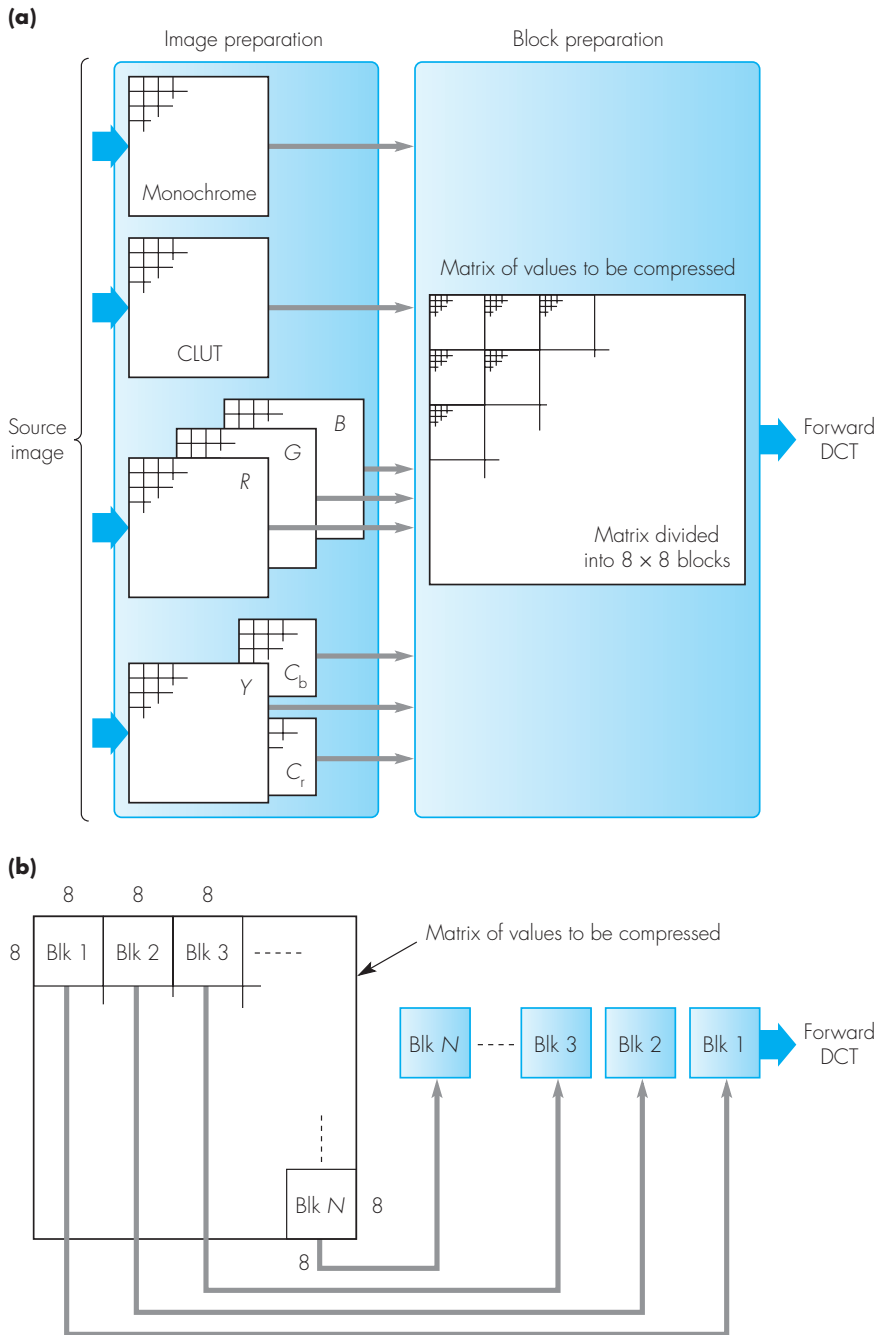 (a)
Image preparation
Block preparation
Monochrome
CLUT
Source
image
R
G
B
Y
C_b
C_r
Matrix of values to be compressed
Matrix divided
into 8 × 8 blocks
Forward
DCT
(b)
8 8 8
8
Blk 1 Blk 2 Blk 3
Matrix of values to be compressed
Blk N Blk 3 Blk 2 Blk 1
Forward
DCT
Blk N
8
8